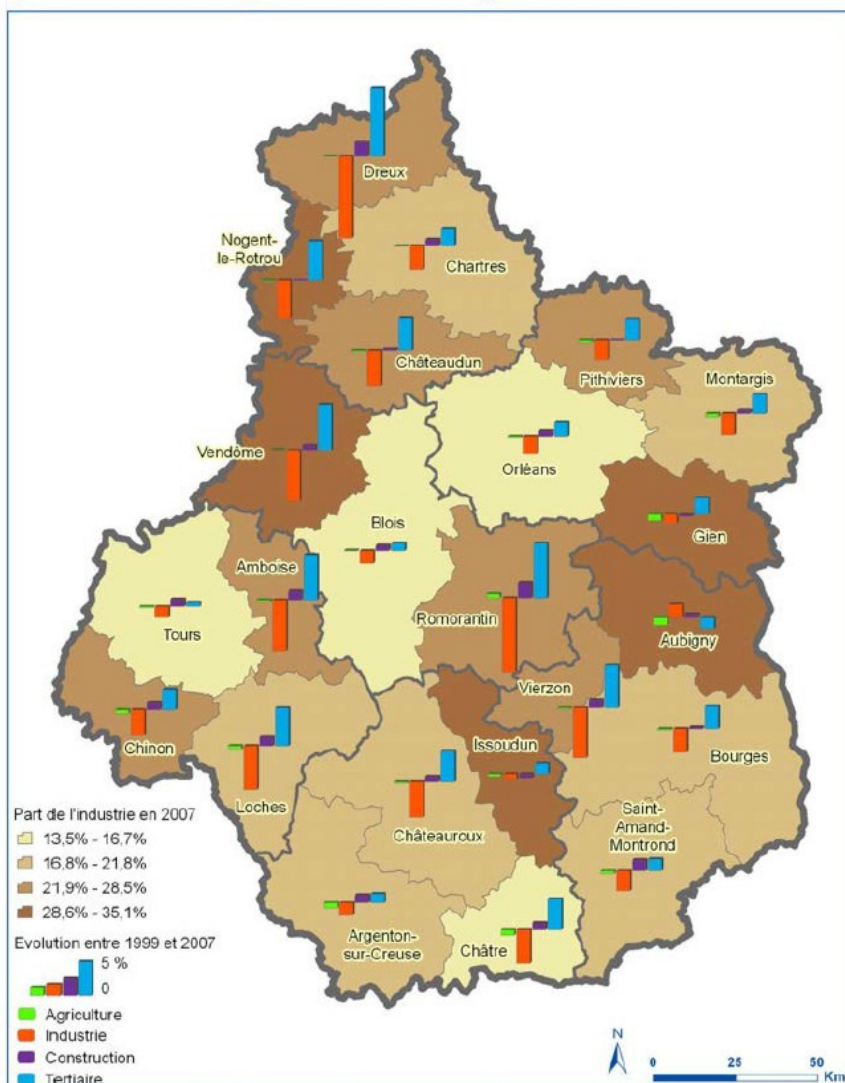 Dreux
Nogent-
le-Rotrou
Chartres
Châteaudun
Pithiviers
Montargis
Vendôme
Orléans
Gien
Blois
Amboise
Romorantin
Tours
Aubigny
Vierzon
Chinon
Issoudun
Bourges
Loches
Châteauroux
Saint-
Amand-
Montrond
Argenton-
sur-Creuse
Châtre
Part de l'industrie en 2007
13,5% - 16,7%
16,8% - 21,8%
21,9% - 28,5%
28,6% - 35,1%
Evolution entre 1999 et 2007
5 %
0
Agriculture
Industrie
Construction
Tertiaire
N
0 25 50
Km